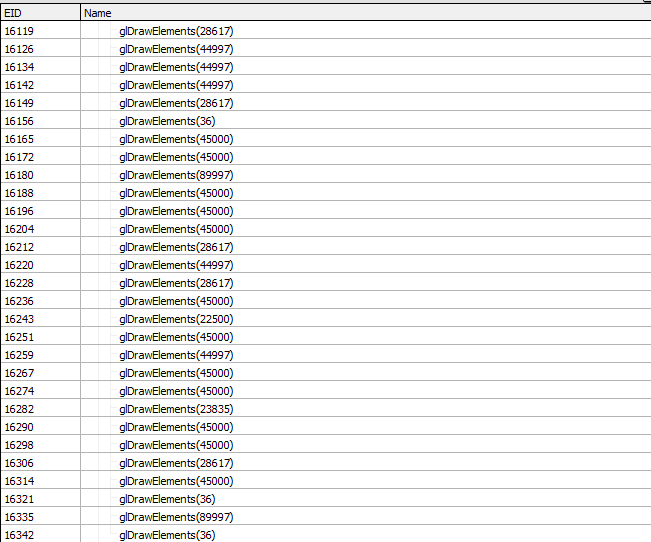 EID Name
16119 glDrawElements(28617)
16126 glDrawElements(44997)
16134 glDrawElements(44997)
16142 glDrawElements(44997)
16149 glDrawElements(28617)
16156 glDrawElements(36)
16165 glDrawElements(45000)
16172 glDrawElements(45000)
16180 glDrawElements(89997)
16188 glDrawElements(45000)
16196 glDrawElements(45000)
16204 glDrawElements(45000)
16212 glDrawElements(28617)
16220 glDrawElements(44997)
16228 glDrawElements(28617)
16236 glDrawElements(45000)
16243 glDrawElements(22500)
16251 glDrawElements(45000)
16259 glDrawElements(44997)
16267 glDrawElements(45000)
16274 glDrawElements(45000)
16282 glDrawElements(23835)
16290 glDrawElements(45000)
16298 glDrawElements(45000)
16306 glDrawElements(28617)
16314 glDrawElements(45000)
16321 glDrawElements(36)
16335 glDrawElements(89997)
16342 glDrawElements(36)